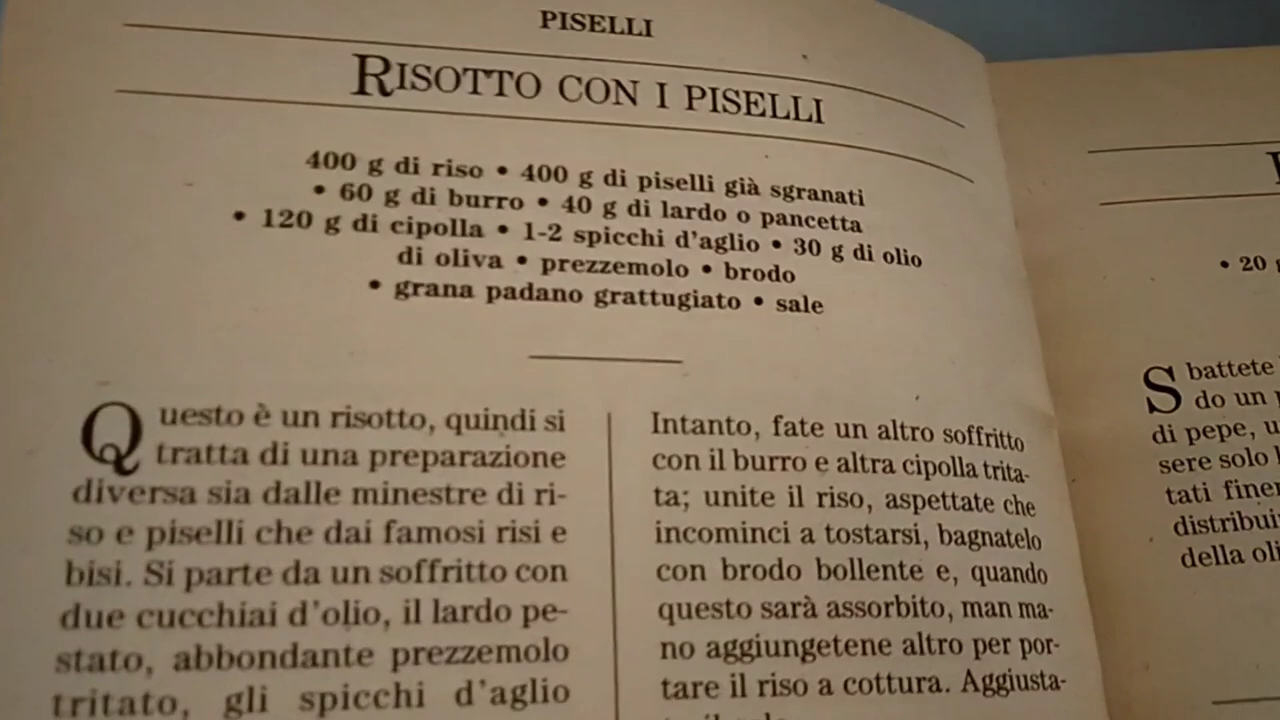 PISELLI
RISOTTO CON I PISELLI
400 g di riso • 400 g di piselli già sgranati
• 60 g di burro • 40 g di lardo o pancetta
• 120 g di cipolla • 1-2 spicchi d'aglio • 30 g di olio
di oliva • prezzemolo • brodo
• grana padano grattugiato • sale
Questo è un risotto, quindi si
tratta di una preparazione
diversa sia dalle minestre di ri-
so e piselli che dai famosi risi e
bisi. Si parte da un soffritto con
due cucchiai d'olio, il lardo pe-
stato, abbondante prezzemolo
tritato, gli spicchi d'aglio
Intanto, fate un altro soffritto
con il burro e altra cipolla trita-
ta; unite il riso, aspettate che
incominci a tostarsi, bagnatelo
con brodo bollente e, quando
questo sarà assorbito, man ma-
no aggiungetene altro per por-
tare il riso a cottura. Aggiusta-
• 20
Sbattete
do un
di pepe,
sere solo
tati
della